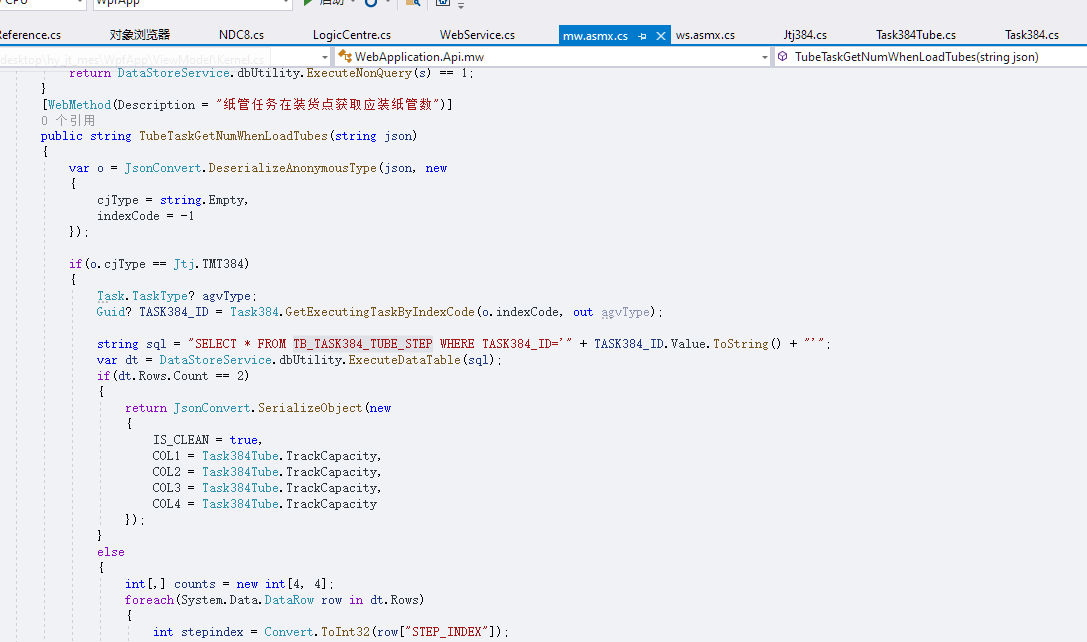 CPU WpfApp 启动
Reference.cs 对象浏览器 NDC8.cs LogicCentre.cs WebService.cs mw.asmx.cs ws.asmx.cs Jtj384.cs Task384Tube.cs Task384.cs
desktop\hy_jt_mes\WpfApp\ViewModel\Kernel.cs WebApplication.Api.mw TubeTaskGetNumWhenLoadTubes(string json)
return DataStoreService.dbUtility.ExecuteNonQuery(s) == 1;
}
[WebMethod(Description = "纸管任务在装货点获取应装纸管数")]
0 个引用
public string TubeTaskGetNumWhenLoadTubes(string json)
{
var o = JsonConvert.DeserializeAnonymousType(json, new
{
cjType = string.Empty,
indexCode = -1
});
if(o.cjType == Jtj.TMT384)
{
Task.TaskType? agvType;
Guid? TASK384_ID = Task384.GetExecutingTaskByIndexCode(o.indexCode, out agvType);
string sql = "SELECT * FROM TB_TASK384_TUBE_STEP WHERE TASK384_ID='" + TASK384_ID.Value.ToString() + "'";
var dt = DataStoreService.dbUtility.ExecuteDataTable(sql);
if(dt.Rows.Count == 2)
{
return JsonConvert.SerializeObject(new
{
IS_CLEAN = true,
COL1 = Task384Tube.TrackCapacity,
COL2 = Task384Tube.TrackCapacity,
COL3 = Task384Tube.TrackCapacity,
COL4 = Task384Tube.TrackCapacity
});
}
else
{
int[,] counts = new int[4, 4];
foreach(System.Data.DataRow row in dt.Rows)
{
int stepindex = Convert.ToInt32(row["STEP_INDEX"]);